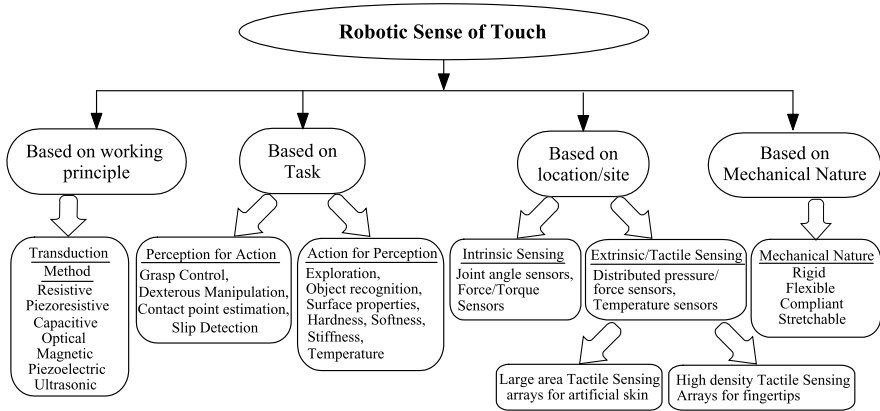 Robotic Sense of Touch
Based on working
principle
Based on
Task
Based on
location/site
Based on
Mechanical Nature
Transduction
Method
Resistive
Piezoresistive
Capacitive
Optical
Magnetic
Piezoelectric
Ultrasonic
Perception for Action
Grasp Control,
Dexterous Manipulation,
Contact point estimation,
Slip Detection
Action for Perception
Exploration,
Object recognition,
Surface properties,
Hardness, Softness,
Stiffness,
Temperature
Intrinsic Sensing
Joint angle sensors,
Force/Torque
Sensors
Extrinsic/Tactile Sensing
Distributed pressure/
force sensors,
Temperature sensors
Mechanical Nature
Rigid
Flexible
Compliant
Stretchable
Large area Tactile Sensing
arrays for artificial skin
High density Tactile Sensing
Arrays for fingertips